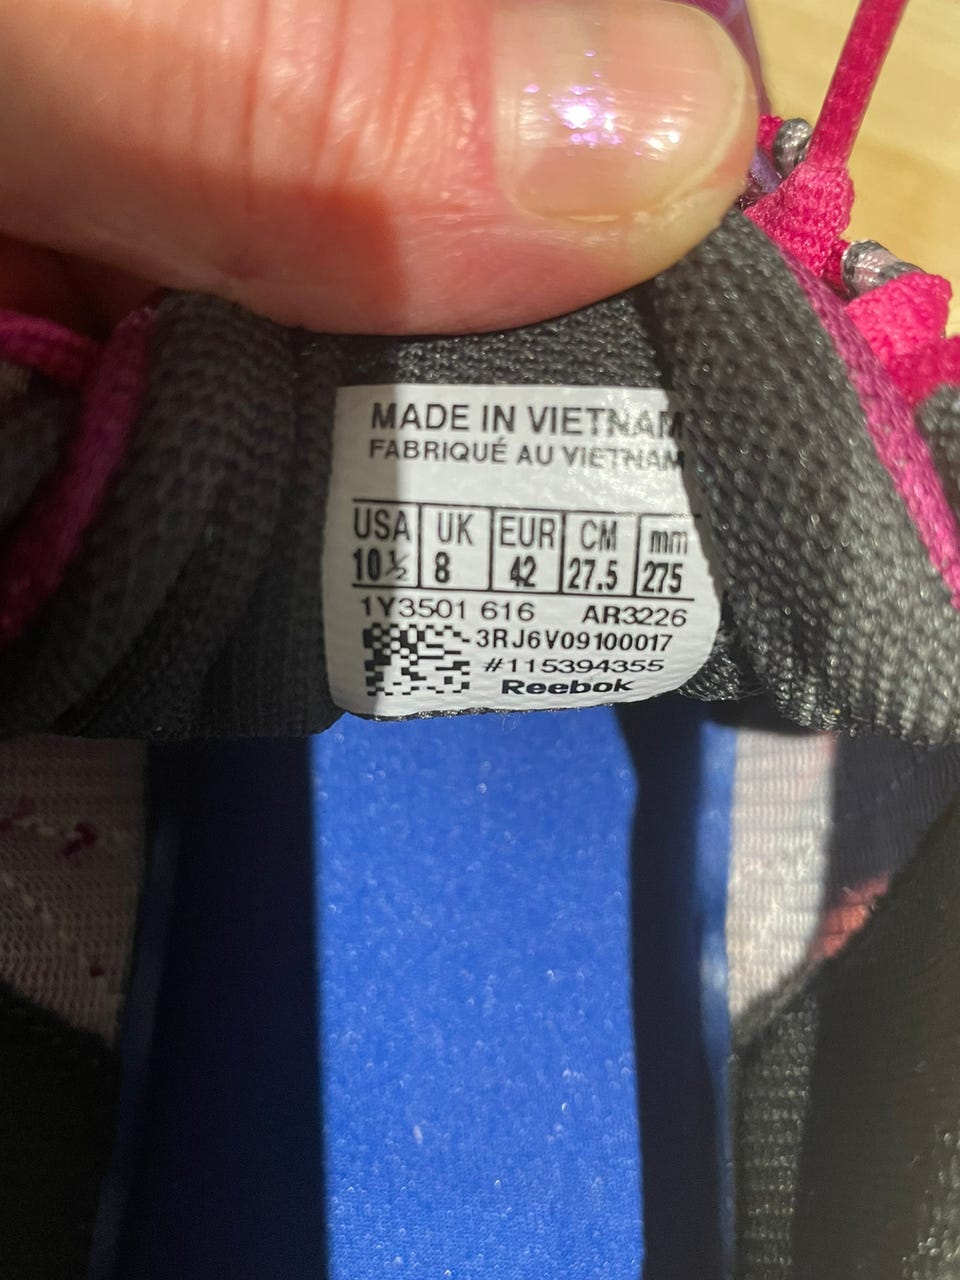 MADE IN VIETNAM
FABRIQUÉ AU VIETNAM
USA UK EUR CM mm
10½ 8 42 27.5 275
1Y3501 616 AR3226
3RJ6V09100017
#115394355
Reebok